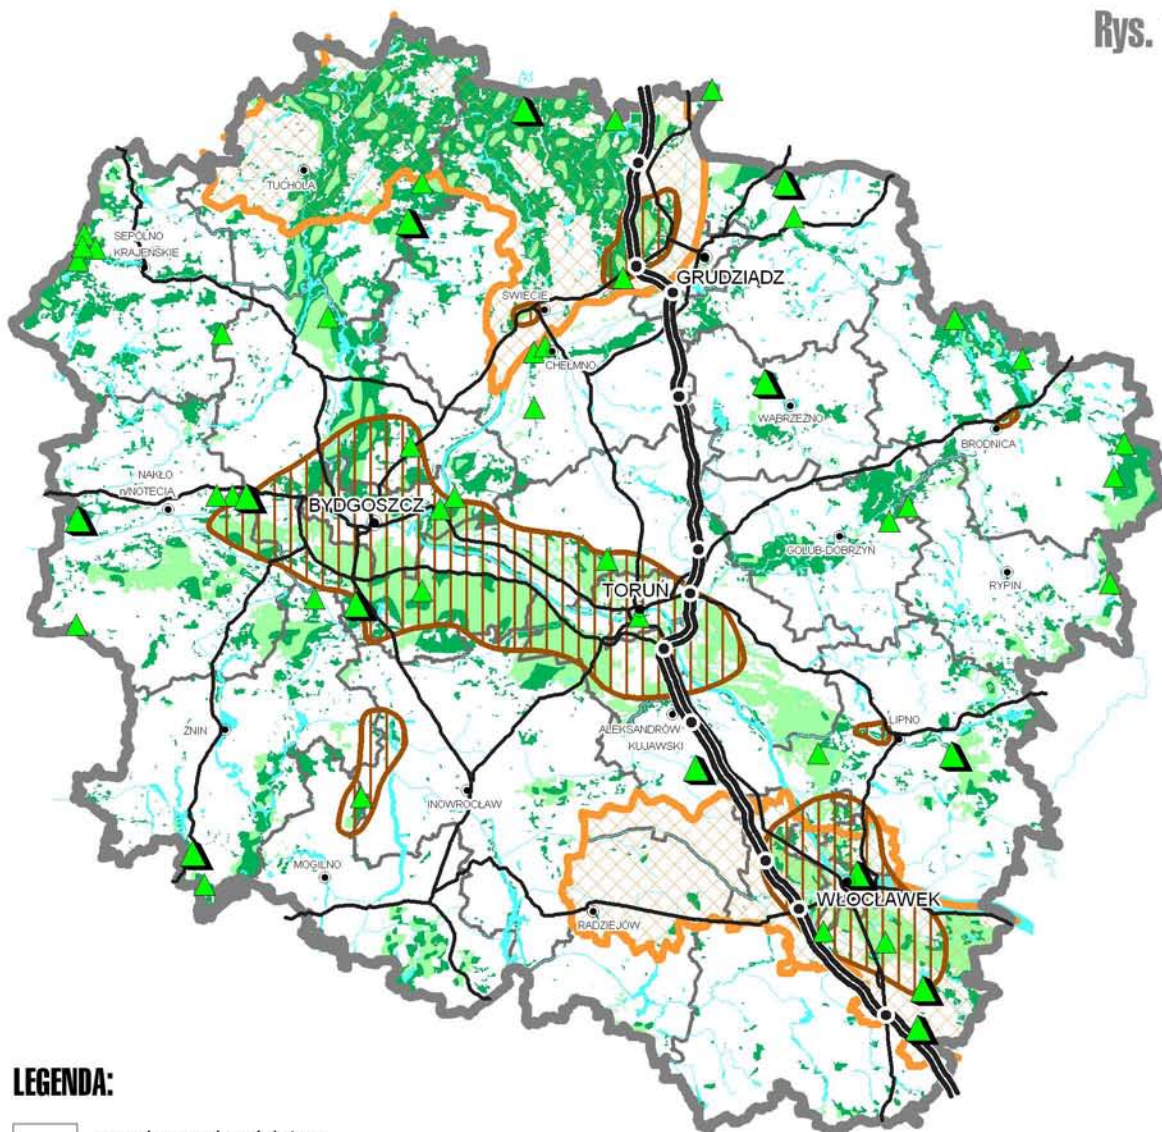 Rys.
TUCHOLA
SĘPÓLNO
KRAJEŃSKIE
GRUDZIĄDZ
ŚWIECIE
CHEŁMNO
WĄBRZEŹNO
BRODNICA
NAKŁO
n/NOTECIĄ
BYDGOSZCZ
GOLUB-DOBRZYŃ
RYPIN
TORUŃ
ŻNIN
ALEKSANDRÓW
KUJAWSKI
LIPNO
INOWROCŁAW
MOGILNO
WŁOCŁAWEK
RADZIEJÓW
LEGENDA: